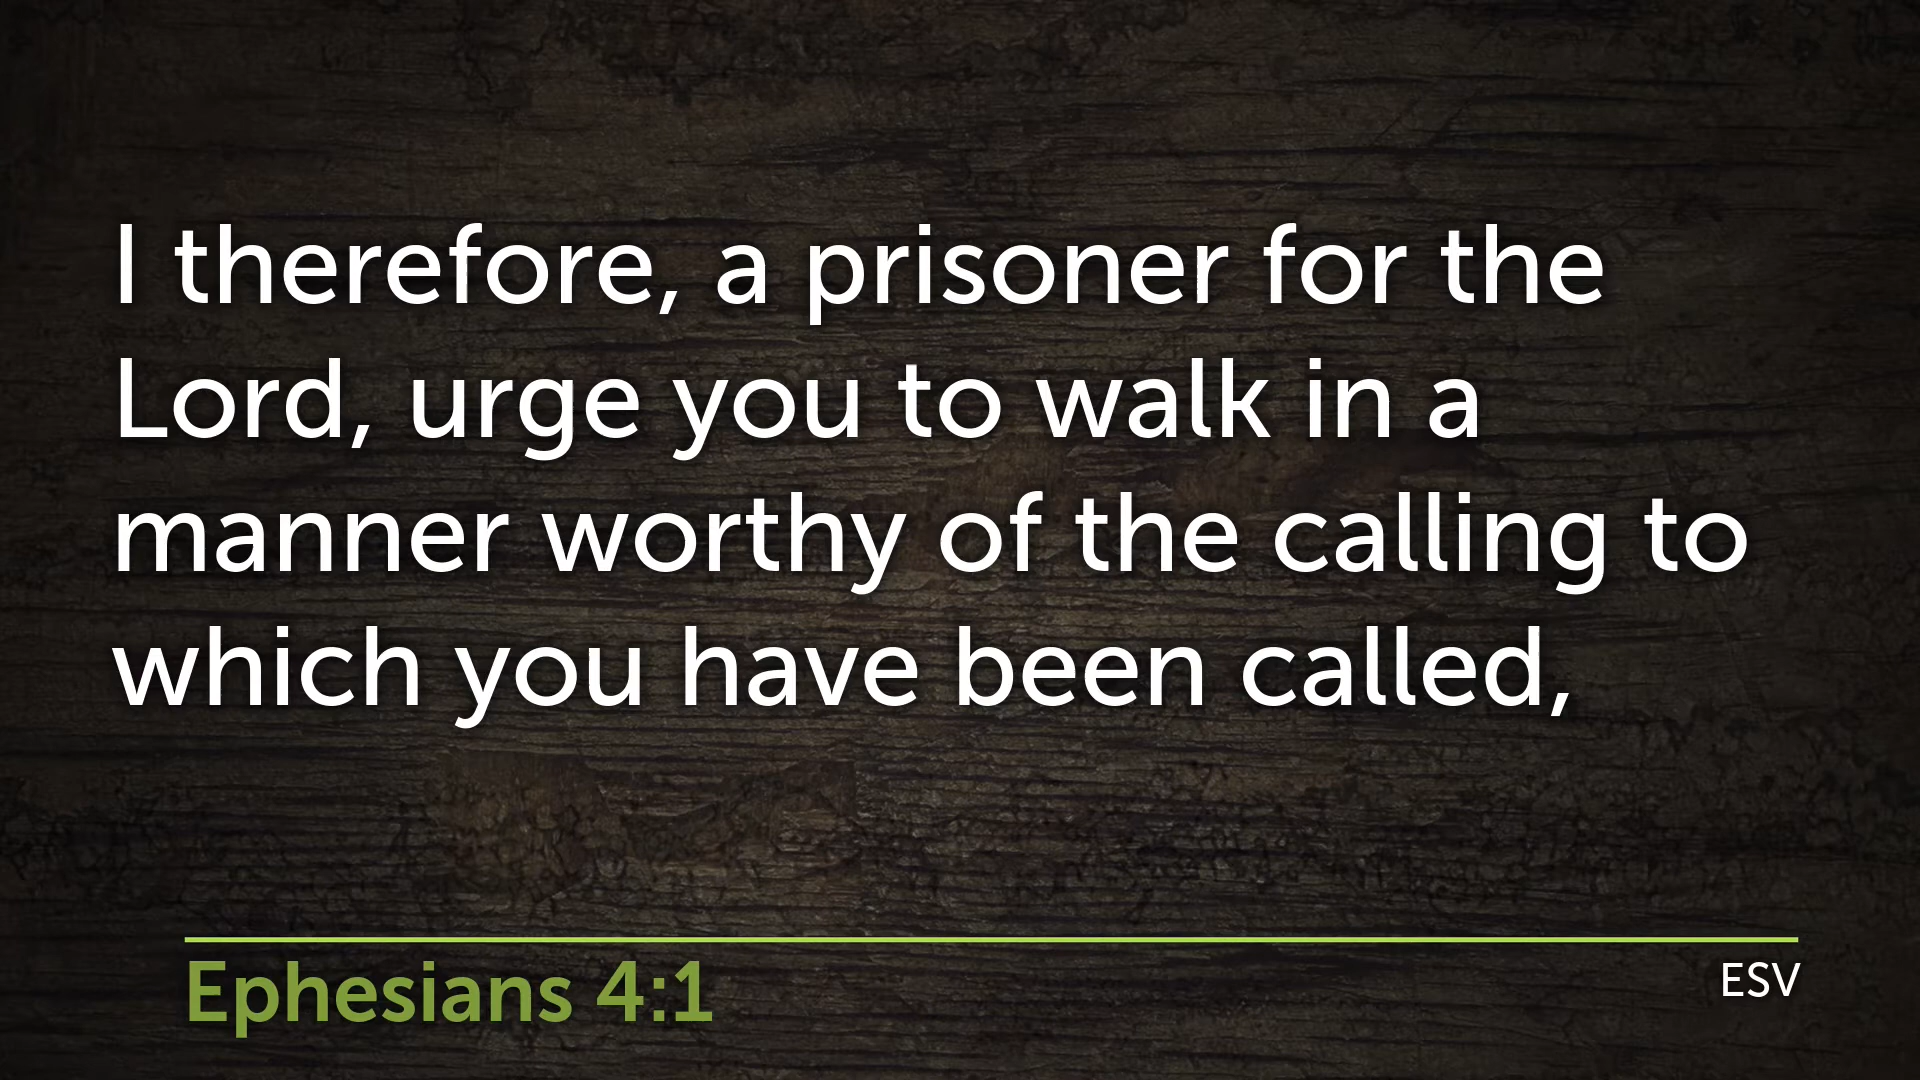 I therefore, a prisoner for the
Lord, urge you to walk in a
manner worthy of the calling to
which you have been called,
Ephesians 4:1
ESV